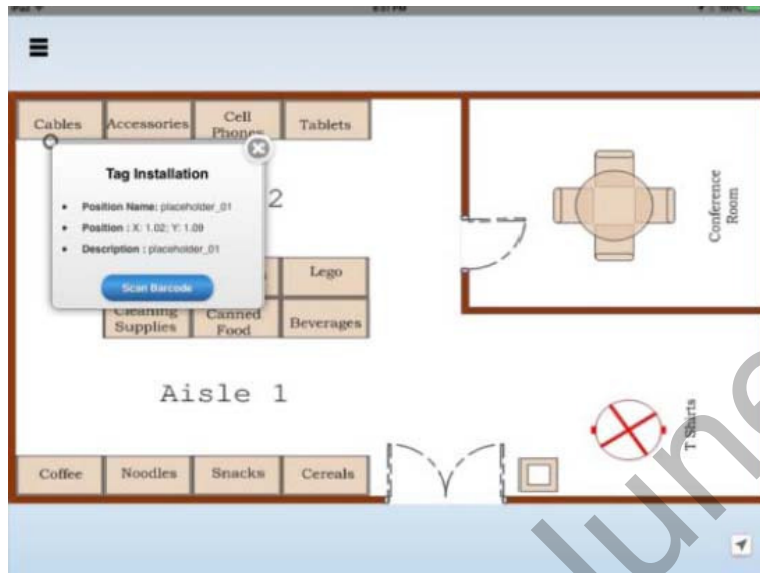 Cables
Accessories
Cell
Phones
Tablets
Tag Installation
2
• Position Name: placeholder_01
• Position : X: 1.02; Y: 1.09
• Description : placeholder_01
Scan Barcode
Lego
Cleaning
Supplies
Canned
Food
Beverages
Conference
Room
Aisle 1
T Shirts
Coffee
Noodles
Snacks
Cereals